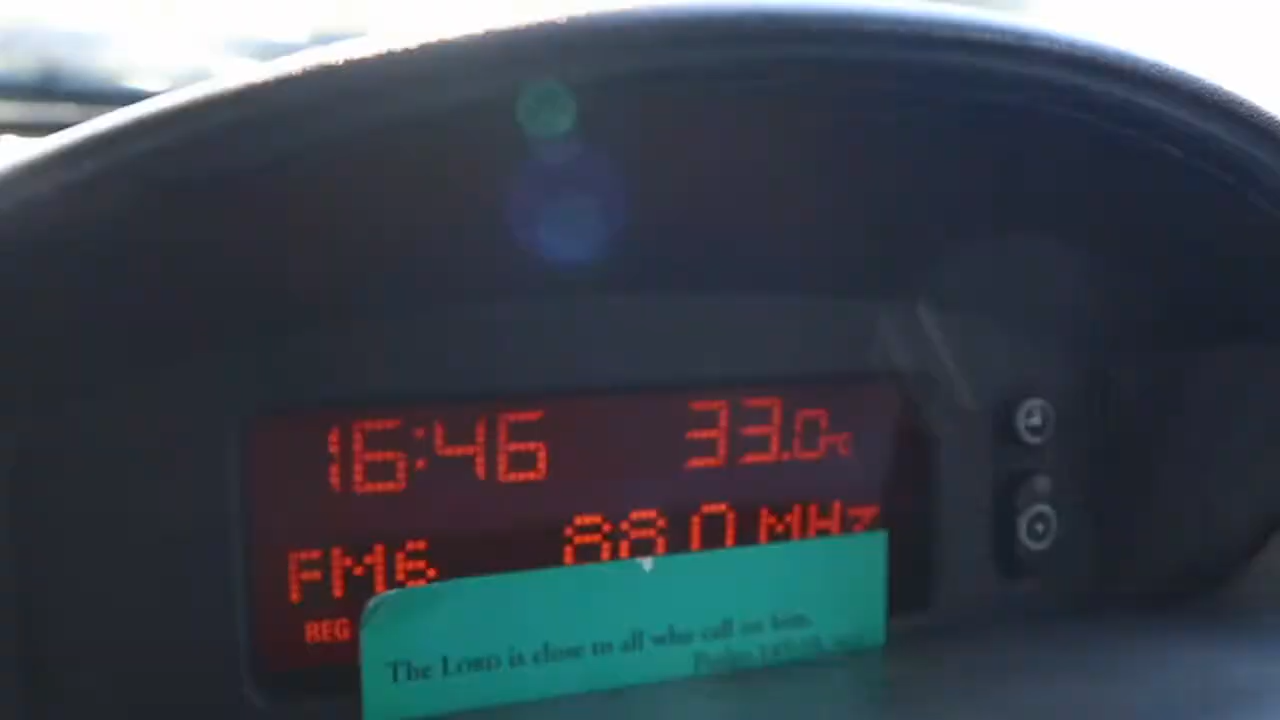 16:46 33.0°C
FM6 88.0 MHz
REG
The LORD is close to all who call on him.
Psalm